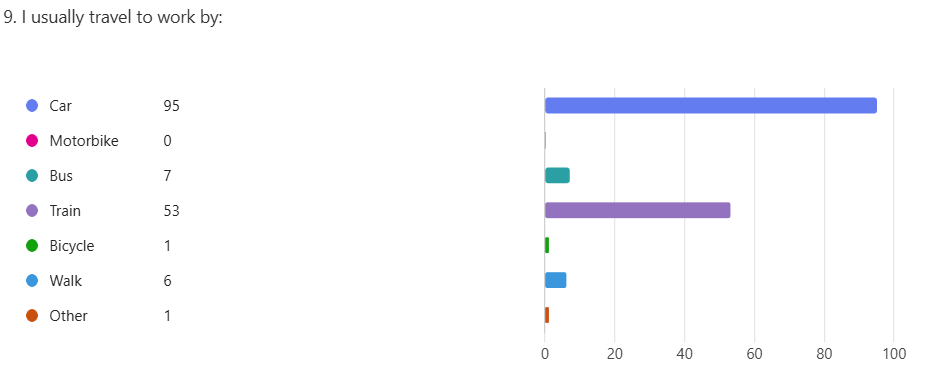 9. I usually travel to work by:
Car 95
Motorbike 0
Bus 7
Train 53
Bicycle 1
Walk 6
Other 1
0 20 40 60 80 100